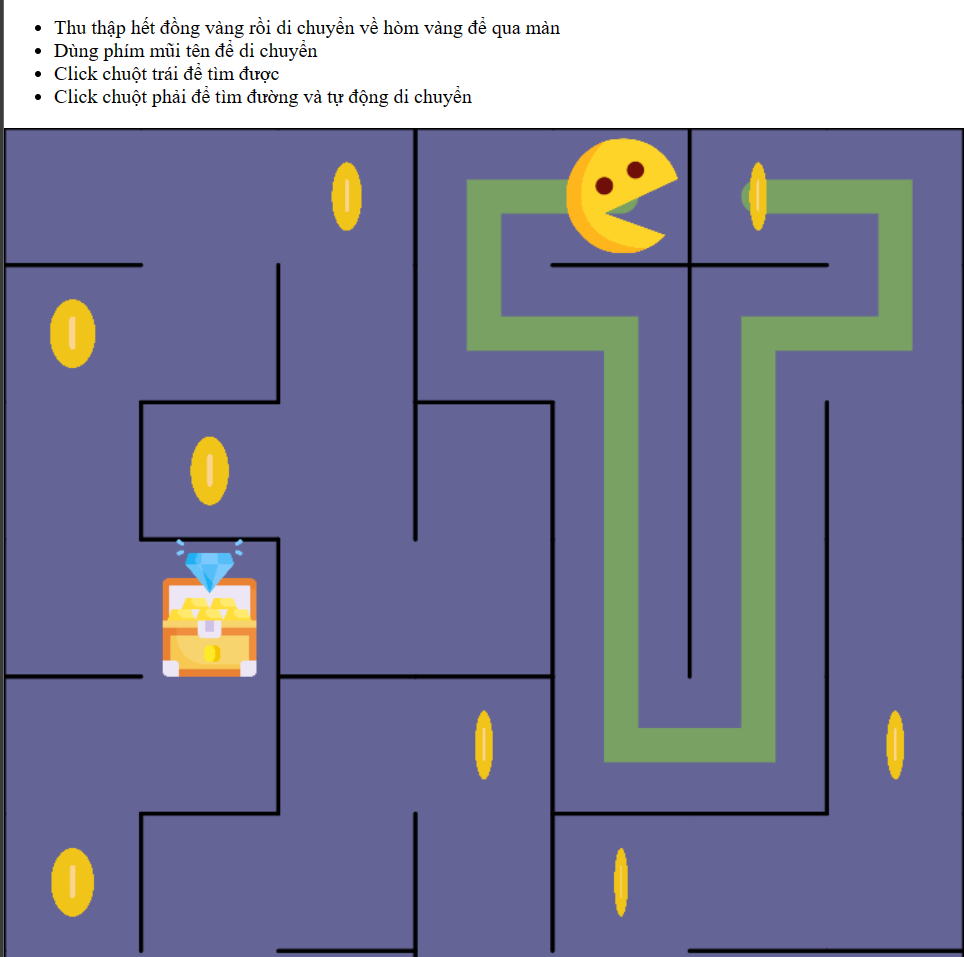 Thu thập hết đồng vàng rồi di chuyển về hòm vàng để qua màn
Dùng phím mũi tên để di chuyển
Click chuột trái để tìm được
Click chuột phải để tìm đường và tự động di chuyển